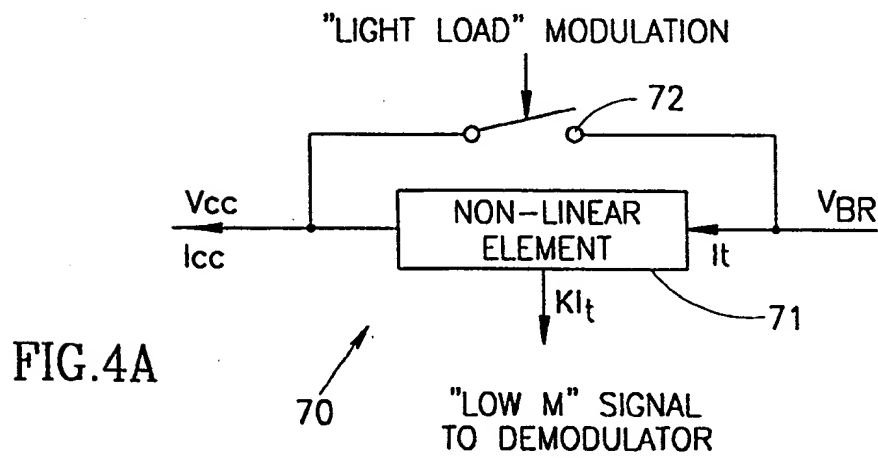 "LIGHT LOAD" MODULATION
72
Vcc
Icc
NON-LINEAR
ELEMENT
VBR
It
KIt
71
FIG.4A
70
"LOW M" SIGNAL
TO DEMODULATOR